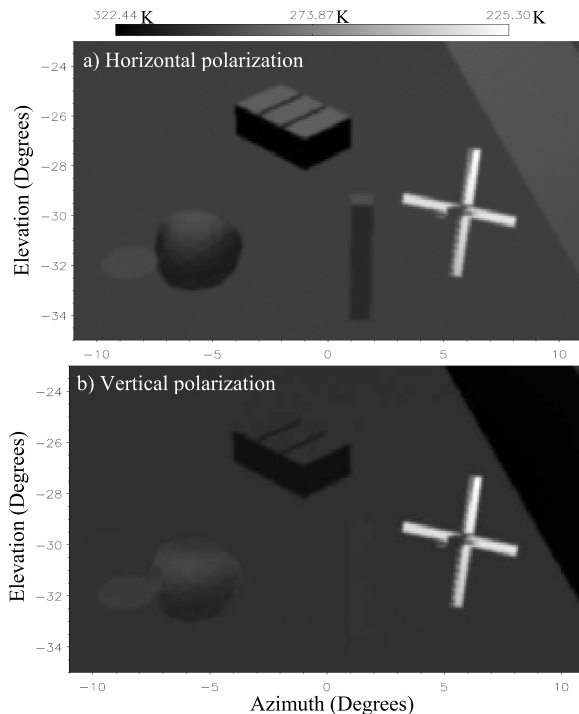 322.44 K 273.87 K 225.30 K
a) Horizontal polarization
Elevation (Degrees)
−24
−26
−28
−30
−32
−34
−10 −5 0 5 10
b) Vertical polarization
Elevation (Degrees)
−24
−26
−28
−30
−32
−34
−10 −5 0 5 10
Azimuth (Degrees)